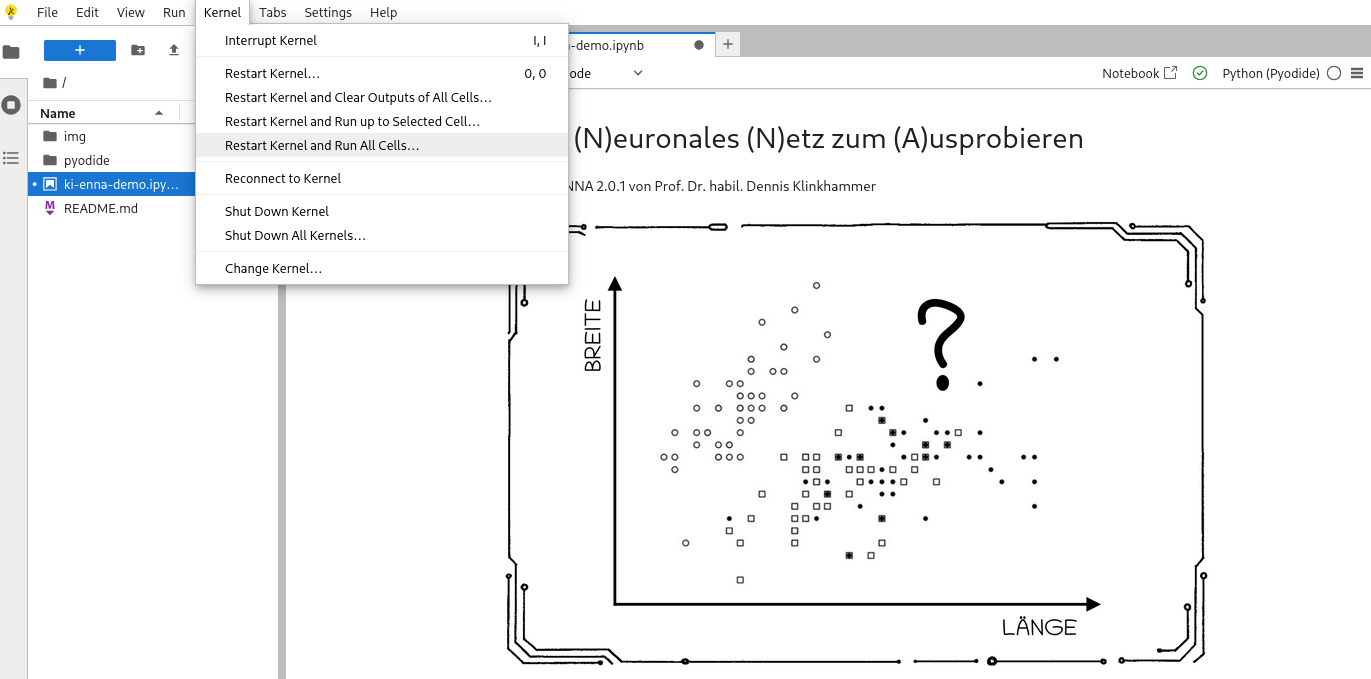 File Edit View Run Kernel Tabs Settings Help
Interrupt Kernel I, I
Restart Kernel… 0, 0
Restart Kernel and Clear Outputs of All Cells…
Restart Kernel and Run up to Selected Cell…
Restart Kernel and Run All Cells…
Reconnect to Kernel
Shut Down Kernel
Shut Down All Kernels…
Change Kernel…
+
/
Name
img
pyodide
ki-enna-demo.ipy…
README.md
-demo.ipynb
+
ode
Notebook Python (Pyodide)
(N)euronales (N)etz zum (A)usprobieren
NNA 2.0.1 von Prof. Dr. habil. Dennis Klinkhammer
BREITE
?
LÄNGE